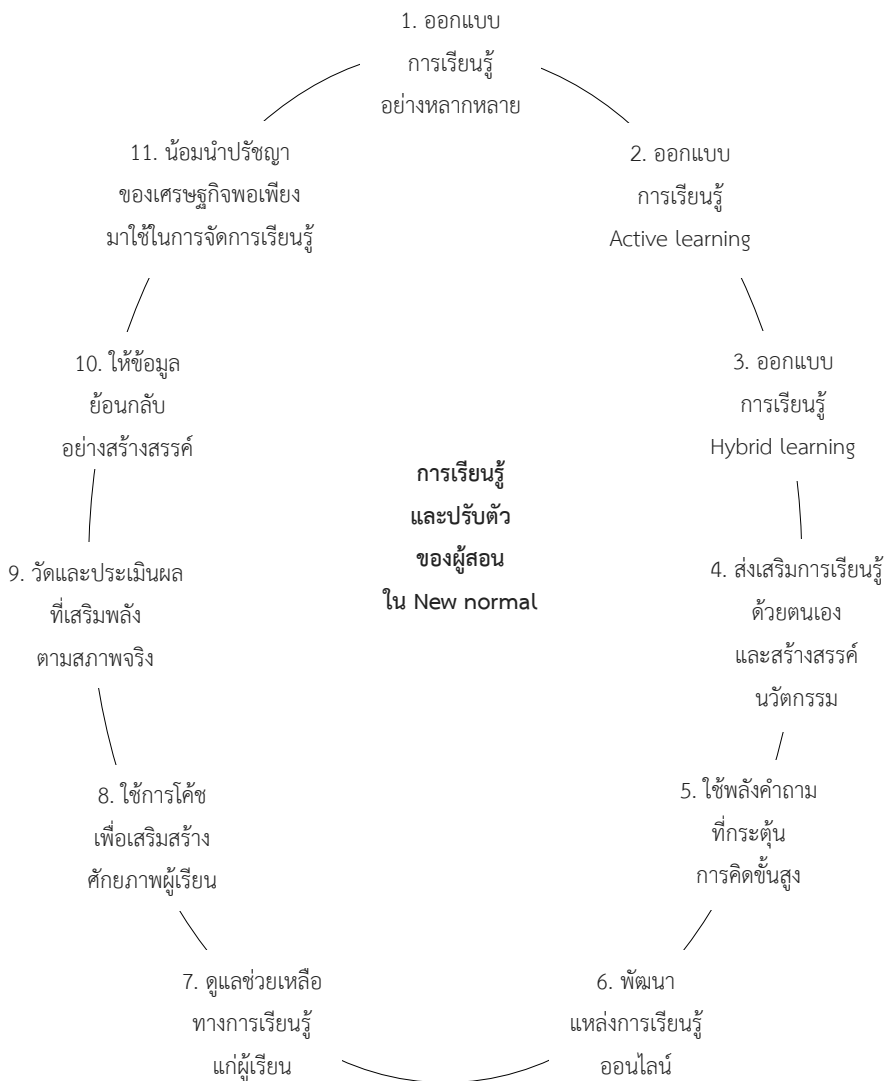 1. ออกแบบ
การเรียนรู้
อย่างหลากหลาย
2. ออกแบบ
การเรียนรู้
Active learning
3. ออกแบบ
การเรียนรู้
Hybrid learning
4. ส่งเสริมการเรียนรู้
ด้วยตนเอง
และสร้างสรรค์
นวัตกรรม
5. ใช้พลังคำถาม
ที่กระตุ้น
การคิดขั้นสูง
6. พัฒนา
แหล่งการเรียนรู้
ออนไลน์
7. ดูแลช่วยเหลือ
ทางการเรียนรู้
แก่ผู้เรียน
8. ใช้การโค้ช
เพื่อเสริมสร้าง
ศักยภาพผู้เรียน
9. วัดและประเมินผล
ที่เสริมพลัง
ตามสภาพจริง
10. ให้ข้อมูล
ย้อนกลับ
อย่างสร้างสรรค์
11. น้อมนำปรัชญา
ของเศรษฐกิจพอเพียง
มาใช้ในการจัดการเรียนรู้
การเรียนรู้
และปรับตัว
ของผู้สอน
ใน New normal